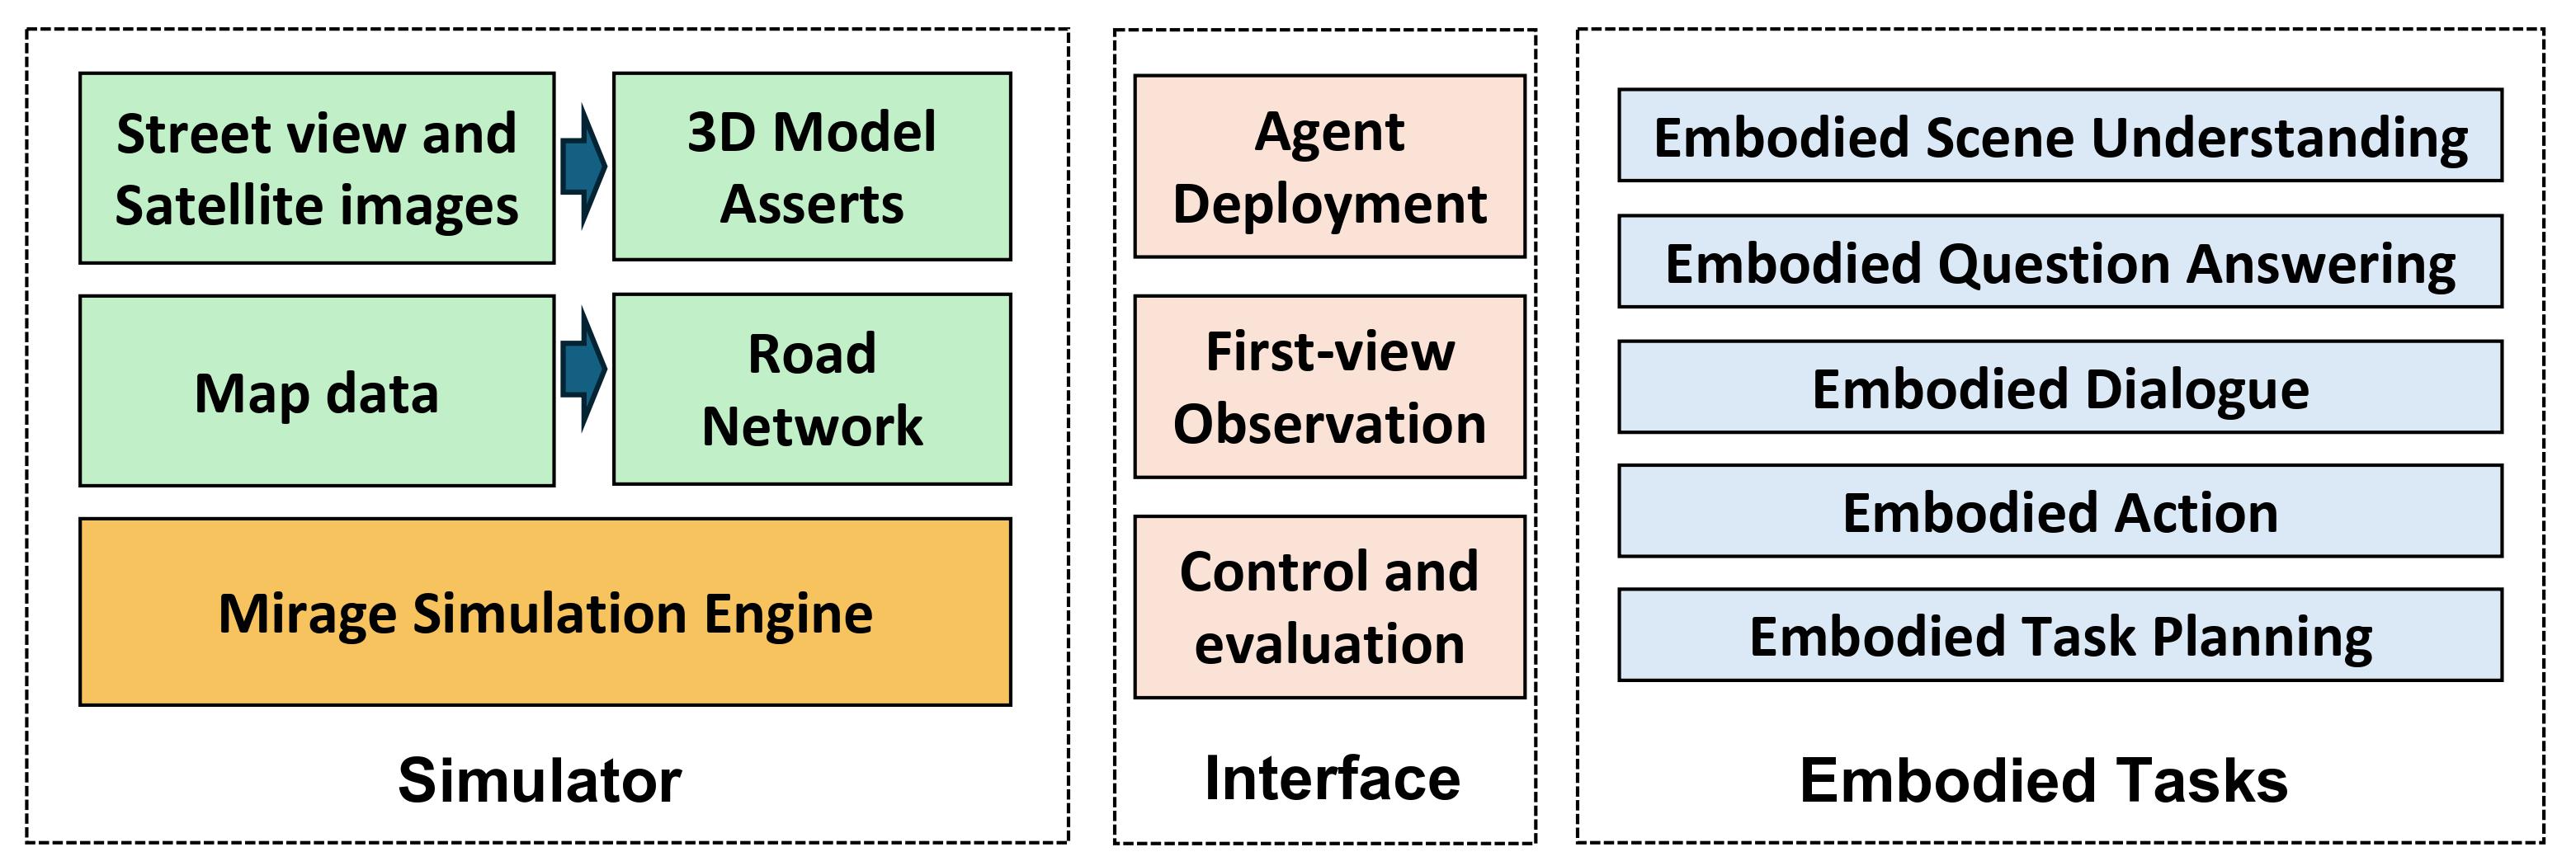 Street view and
Satellite images
3D Model
Asserts
Map data
Road
Network
Mirage Simulation Engine
Simulator
Agent
Deployment
First-view
Observation
Control and
evaluation
Interface
Embodied Scene Understanding
Embodied Question Answering
Embodied Dialogue
Embodied Action
Embodied Task Planning
Embodied Tasks